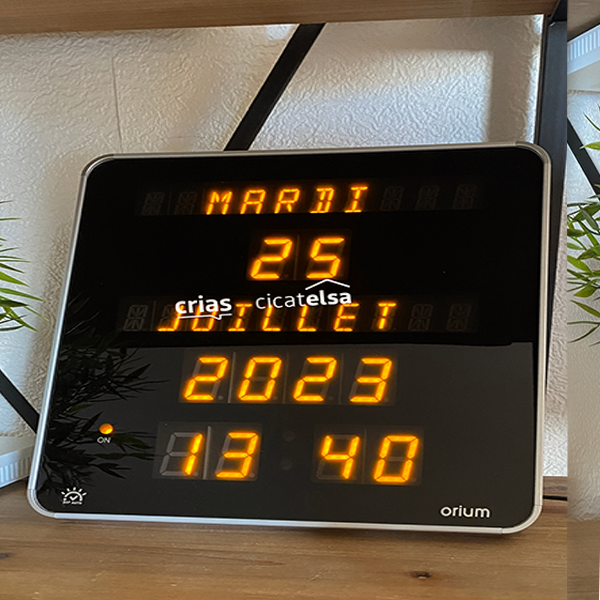 MARDI
25
crias cicatelsa
JUILLET
2023
ON
13 40
orium